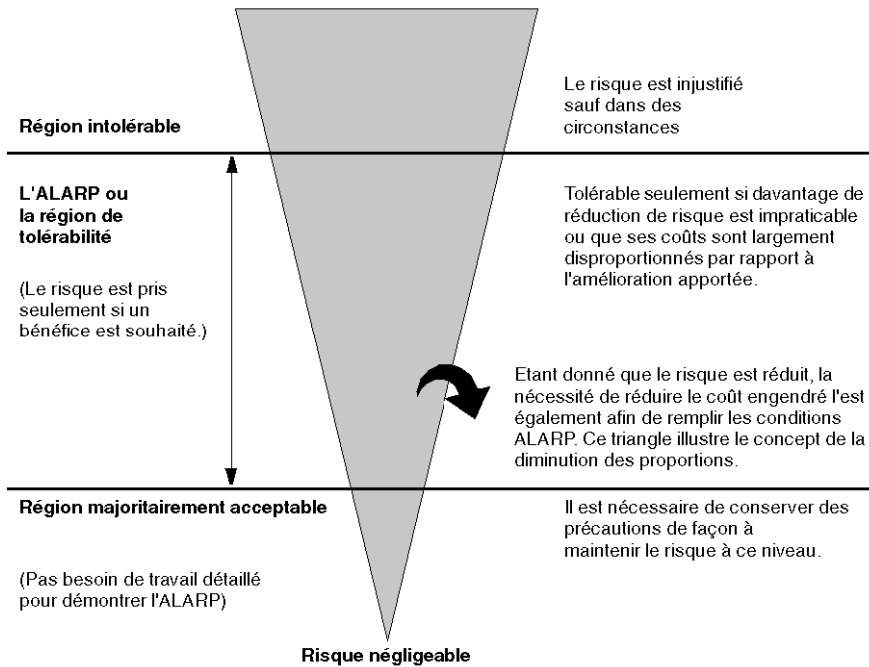 Le risque est injustifié
sauf dans des
circonstances
Région intolérable
L'ALARP ou
la région de
tolérabilité
(Le risque est pris
seulement si un
bénéfice est souhaité.)
Tolérable seulement si davantage de
réduction de risque est impraticable
ou que ses coûts sont largement
disproportionnés par rapport à
l'amélioration apportée.
Etant donné que le risque est réduit, la
nécessité de réduire le coût engendré l'est
également afin de remplir les conditions
ALARP. Ce triangle illustre le concept de la
diminution des proportions.
Région majoritairement acceptable
(Pas besoin de travail détaillé
pour démontrer l'ALARP)
Il est nécessaire de conserver des
précautions de façon à
maintenir le risque à ce niveau.
Risque négligeable